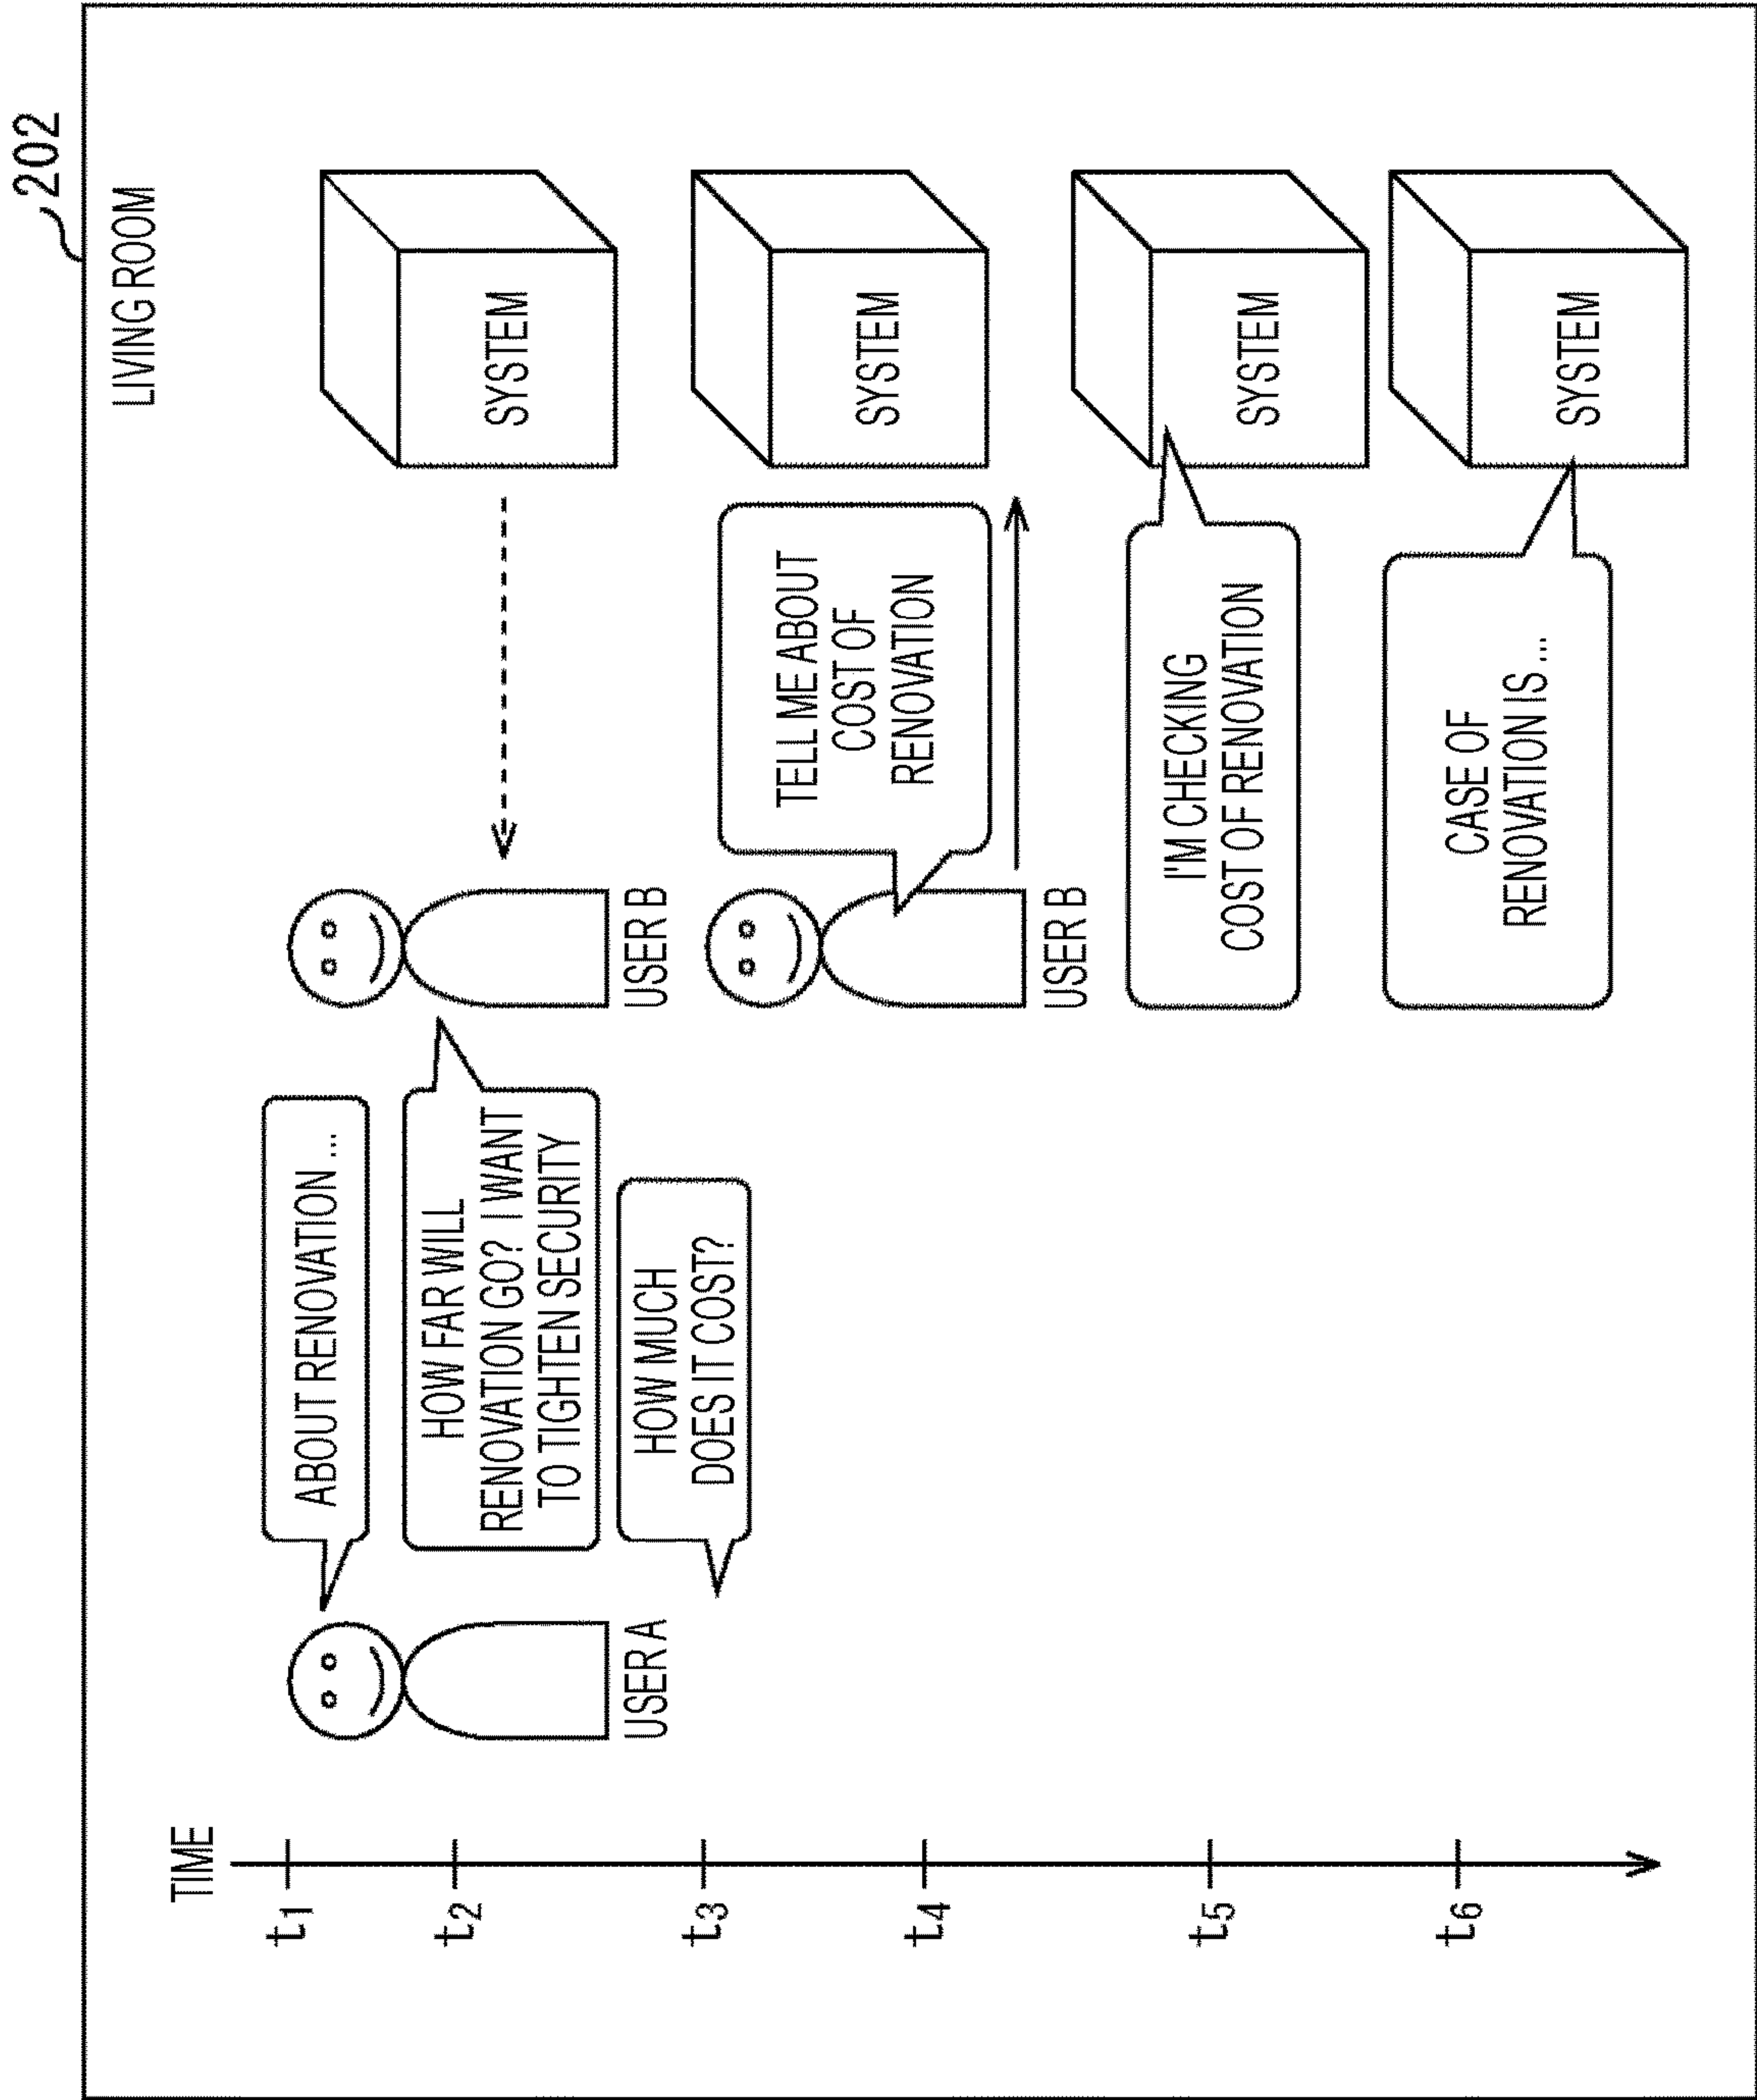 202
LIVING ROOM
TIME
t1
t2
t3
t4
t5
t6
ABOUT RENOVATION ...
HOW FAR WILL
RENOVATION GO? I WANT
TO TIGHTEN SECURITY
USER A
USER B
SYSTEM
HOW MUCH
DOES IT COST?
TELL ME ABOUT
COST OF
RENOVATION
USER B
SYSTEM
I'M CHECKING
COST OF RENOVATION
SYSTEM
CASE OF
RENOVATION IS ...
SYSTEM